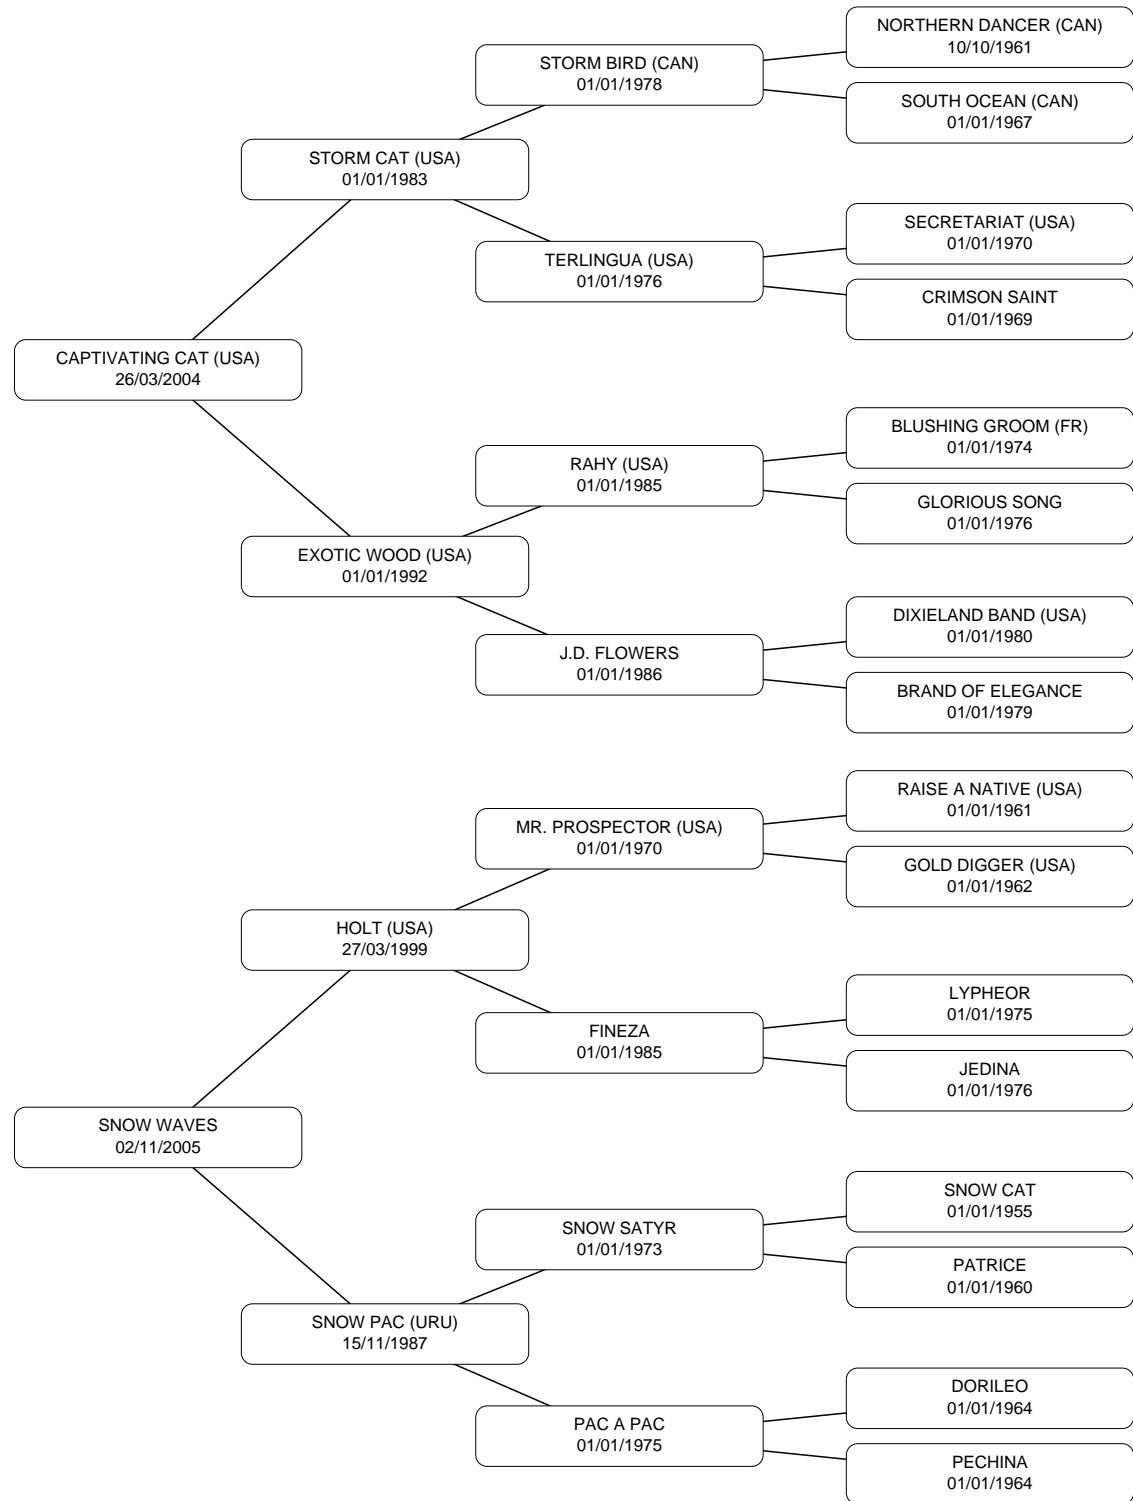 NORTHERN DANCER (CAN)
10/10/1961
STORM BIRD (CAN)
01/01/1978
SOUTH OCEAN (CAN)
01/01/1967
STORM CAT (USA)
01/01/1983
SECRETARIAT (USA)
01/01/1970
TERLINGUA (USA)
01/01/1976
CRIMSON SAINT
01/01/1969
CAPTIVATING CAT (USA)
26/03/2004
BLUSHING GROOM (FR)
01/01/1974
RAHY (USA)
01/01/1985
GLORIOUS SONG
01/01/1976
EXOTIC WOOD (USA)
01/01/1992
DIXIELAND BAND (USA)
01/01/1980
J.D. FLOWERS
01/01/1986
BRAND OF ELEGANCE
01/01/1979
RAISE A NATIVE (USA)
01/01/1961
MR. PROSPECTOR (USA)
01/01/1970
GOLD DIGGER (USA)
01/01/1962
HOLT (USA)
27/03/1999
LYPHEOR
01/01/1975
FINEZA
01/01/1985
JEDINA
01/01/1976
SNOW WAVES
02/11/2005
SNOW CAT
01/01/1955
SNOW SATYR
01/01/1973
PATRICE
01/01/1960
SNOW PAC (URU)
15/11/1987
DORILEO
01/01/1964
PAC A PAC
01/01/1975
PECHINA
01/01/1964